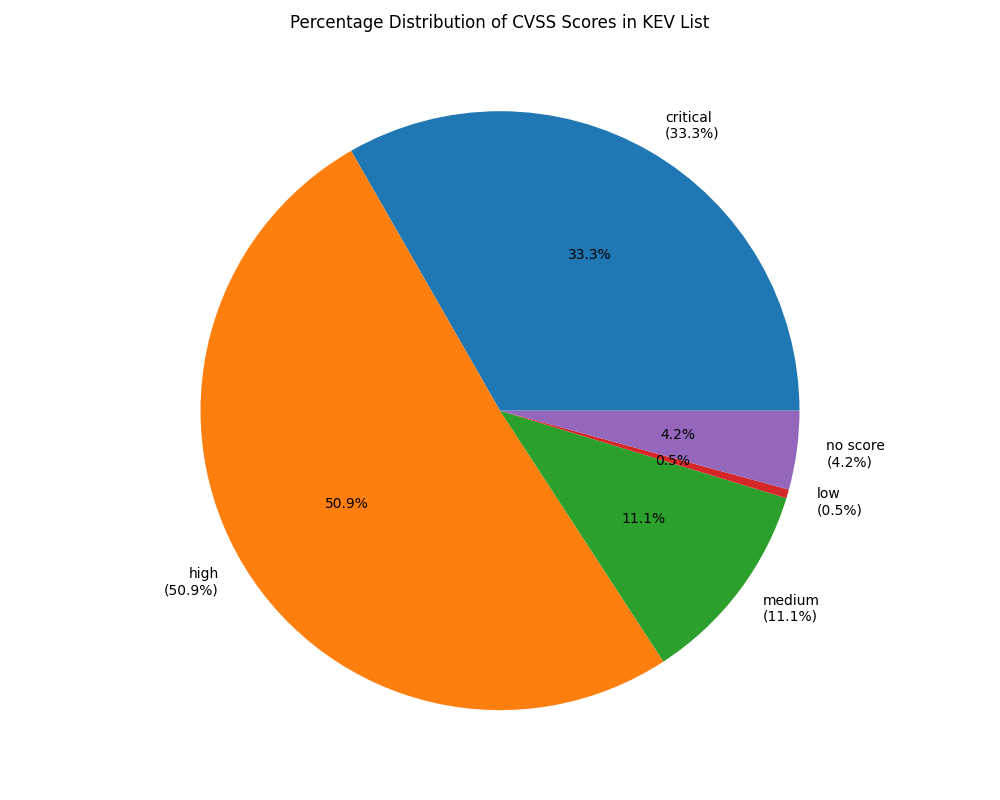 Percentage Distribution of CVSS Scores in KEV List
critical
(33.3%)
33.3%
4.2%
no score
(4.2%)
0.5%
low
(0.5%)
50.9%
11.1%
high
(50.9%)
medium
(11.1%)